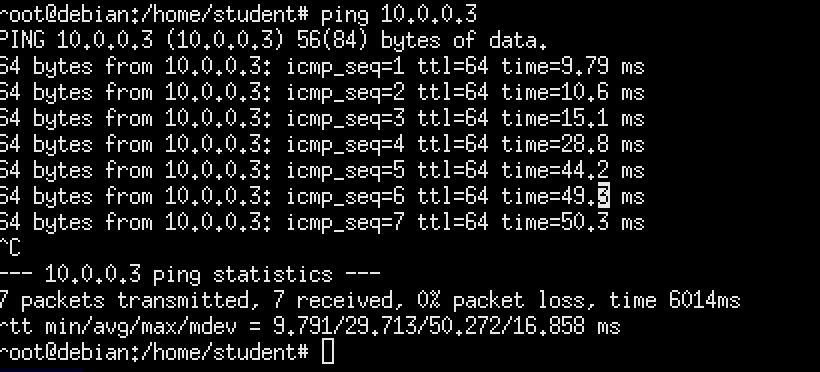 root@debian:/home/student# ping 10.0.0.3
PING 10.0.0.3 (10.0.0.3) 56(84) bytes of data.
64 bytes from 10.0.0.3: icmp_seq=1 ttl=64 time=9.79 ms
64 bytes from 10.0.0.3: icmp_seq=2 ttl=64 time=10.6 ms
64 bytes from 10.0.0.3: icmp_seq=3 ttl=64 time=15.1 ms
64 bytes from 10.0.0.3: icmp_seq=4 ttl=64 time=28.8 ms
64 bytes from 10.0.0.3: icmp_seq=5 ttl=64 time=44.2 ms
64 bytes from 10.0.0.3: icmp_seq=6 ttl=64 time=49.3 ms
64 bytes from 10.0.0.3: icmp_seq=7 ttl=64 time=50.3 ms
^C
--- 10.0.0.3 ping statistics ---
7 packets transmitted, 7 received, 0% packet loss, time 6014ms
rtt min/avg/max/mdev = 9.791/29.713/50.272/16.858 ms
root@debian:/home/student#